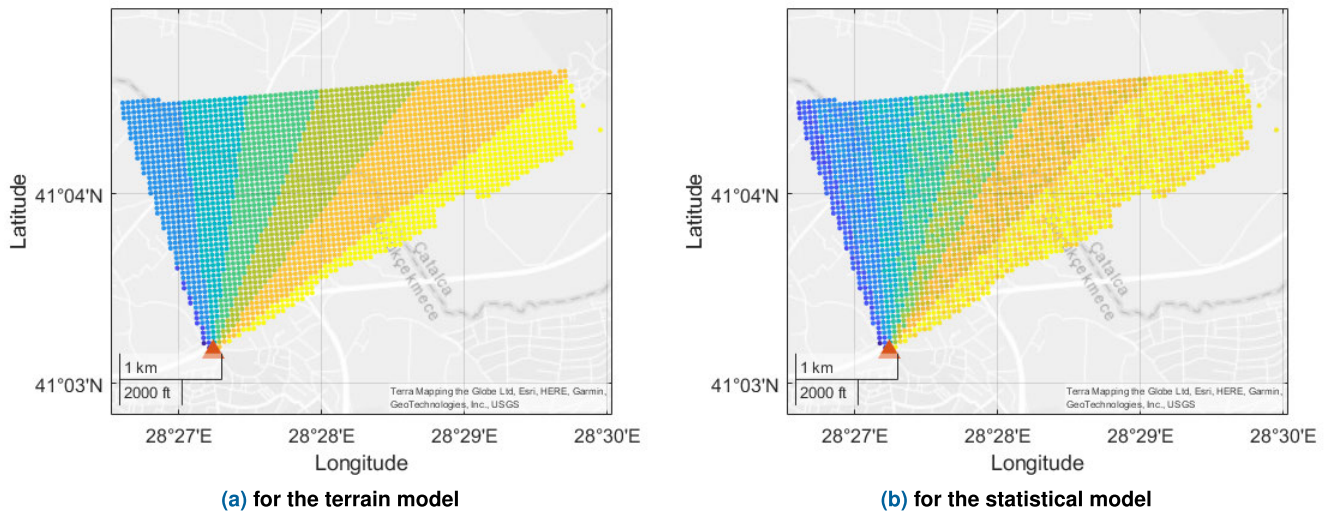 Latitude
41°04'N
41°03'N
Çatalca
1 km
2000 ft
Terra Mapping the Globe Ltd, Esri, HERE, Garmin,
GeoTechnologies, Inc., USGS
28°27'E 28°28'E 28°29'E 28°30'E
Longitude
(a) for the terrain model
Latitude
41°04'N
41°03'N
Çatalca
1 km
2000 ft
Terra Mapping the Globe Ltd, Esri, HERE, Garmin,
GeoTechnologies, Inc., USGS
28°27'E 28°28'E 28°29'E 28°30'E
Longitude
(b) for the statistical model